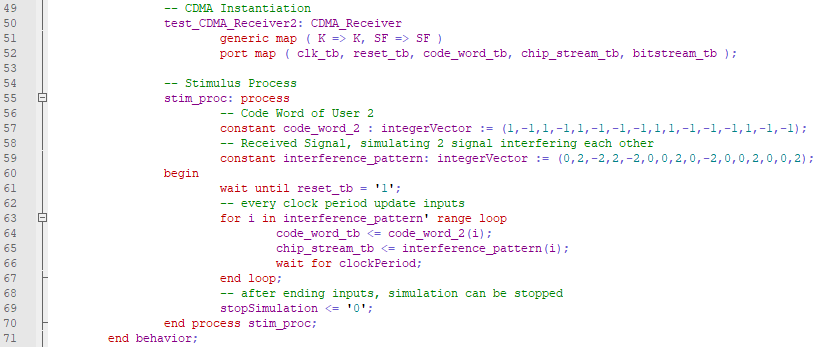 49 -- CDMA Instantiation
50 test_CDMA_Receiver2: CDMA_Receiver
51 generic map ( K => K, SF => SF )
52 port map ( clk_tb, reset_tb, code_word_tb, chip_stream_tb, bitstream_tb );
53
54 -- Stimulus Process
55 stim_proc: process
56 -- Code Word of User 2
57 constant code_word_2 : integerVector := (1,-1,1,-1,1,-1,-1,-1,1,1,-1,-1,-1,1,-1,-1);
58 -- Received Signal, simulating 2 signal interfering each other
59 constant interference_pattern: integerVector := (0,2,-2,2,-2,0,0,2,0,-2,0,0,2,0,0,2);
60 begin
61 wait until reset_tb = '1';
62 -- every clock period update inputs
63 for i in interference_pattern' range loop
64 code_word_tb <= code_word_2(i);
65 chip_stream_tb <= interference_pattern(i);
66 wait for clockPeriod;
67 end loop;
68 -- after ending inputs, simulation can be stopped
69 stopSimulation <= '0';
70 end process stim_proc;
71 end behavior;